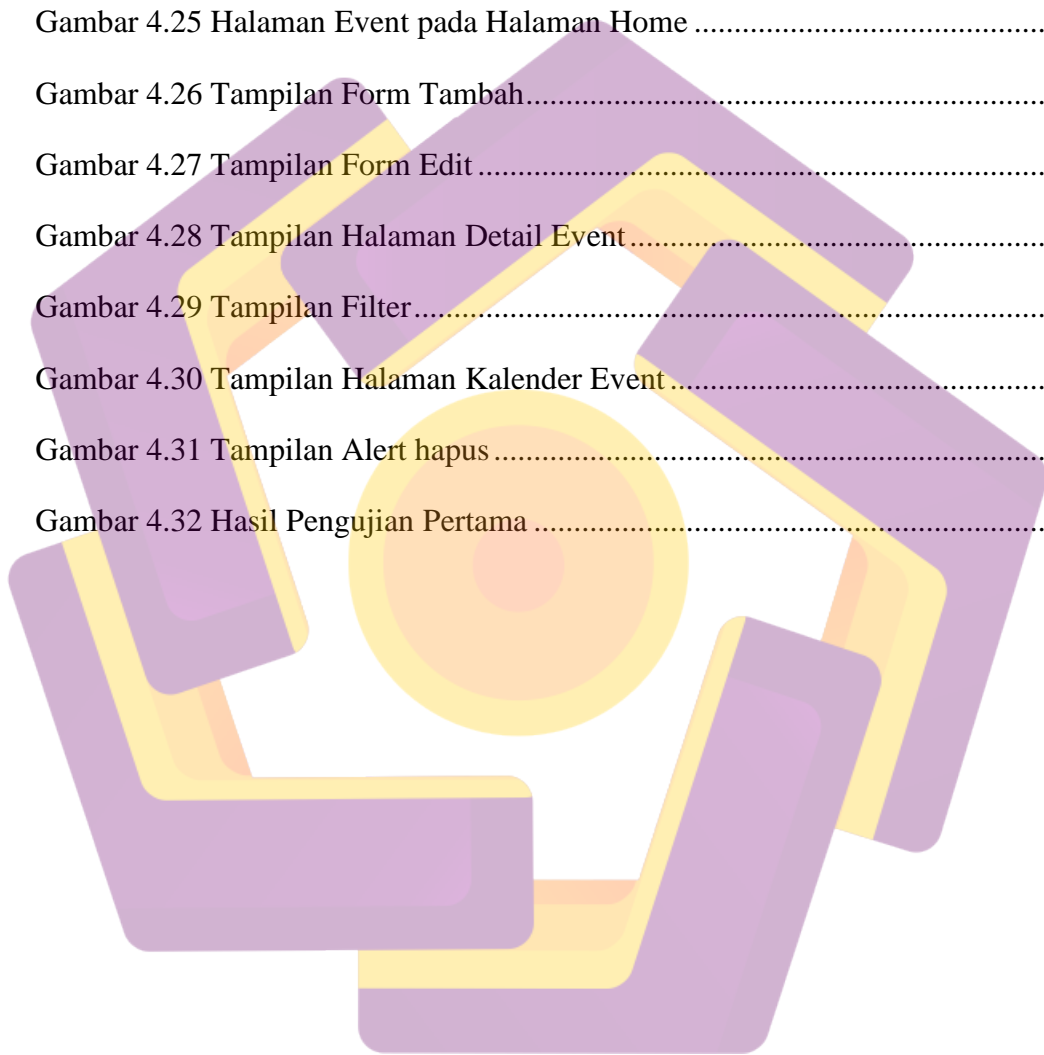 Gambar 4.25 Halaman Event pada Halaman Home ............................................
Gambar 4.26 Tampilan Form Tambah.................................................................
Gambar 4.27 Tampilan Form Edit .......................................................................
Gambar 4.28 Tampilan Halaman Detail Event....................................................
Gambar 4.29 Tampilan Filter...............................................................................
Gambar 4.30 Tampilan Halaman Kalender Event ...............................................
Gambar 4.31 Tampilan Alert hapus.....................................................................
Gambar 4.32 Hasil Pengujian Pertama ................................................................